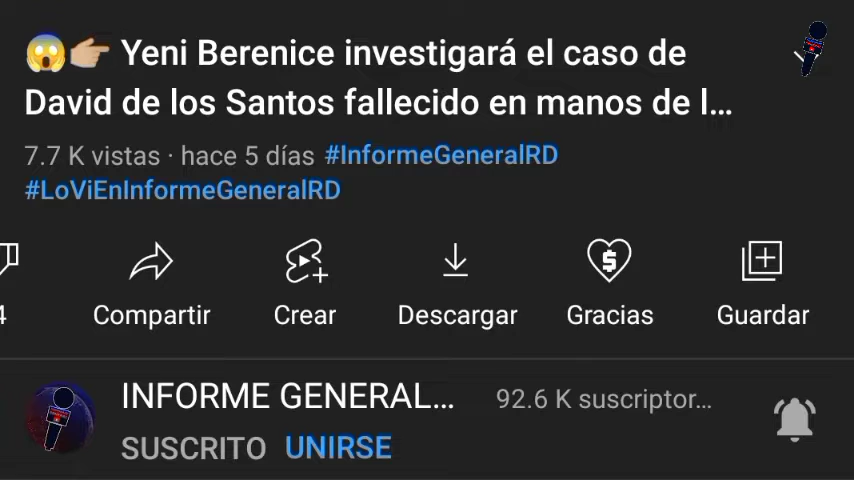 😱👉🏼 Yeni Berenice investigará el caso de
David de los Santos fallecido en manos de l...
7.7 K vistas · hace 5 días #InformeGeneralRD
#LoViEnInformeGeneralRD
4 Compartir Crear Descargar Gracias Guardar
INFORME GENERAL... 92.6 K suscriptor...
SUSCRITO UNIRSE